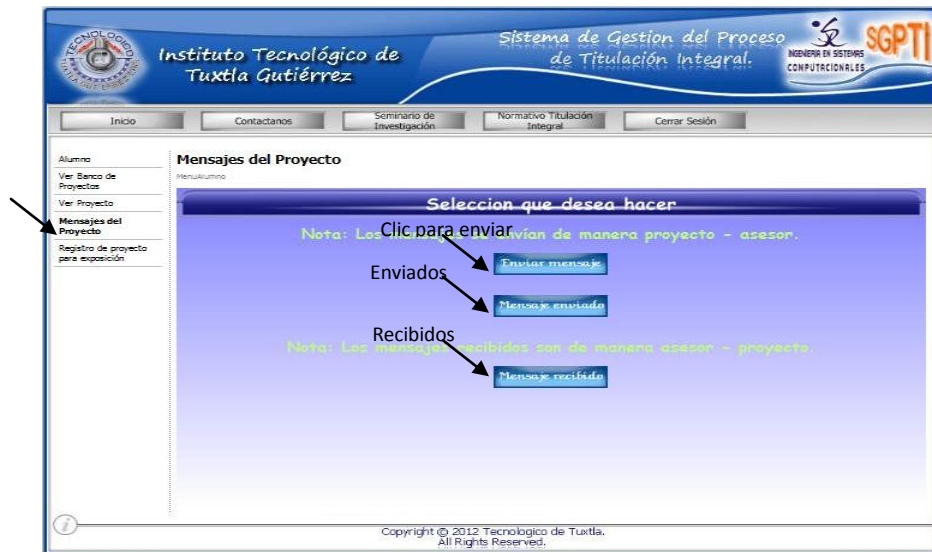 Instituto Tecnológico de
Tuxtla Gutiérrez
Sistema de Gestion del Proceso
de Titulación Integral.
INGENIERIA EN SISTEMAS
COMPUTACIONALES
SGPTI
Inicio
Contactanos
Seminario de
Investigación
Normativo Titulación
Integral
Cerrar Sesión
Alumno
Ver Banco de
Proyectos
Ver Proyecto
Mensajes del
Proyecto
Registro de proyecto
para exposición
Mensajes del Proyecto
MenuAlumno
Seleccion que desea hacer
Clic para enviar
Nota: Los mensajes se envían de manera proyecto - asesor.
Enviar mensaje
Enviados
Mensaje enviado
Recibidos
Nota: Los mensajes recibidos son de manera asesor - proyecto.
Mensaje recibido
Copyright © 2012 Tecnologico de Tuxtla.
All Rights Reserved.